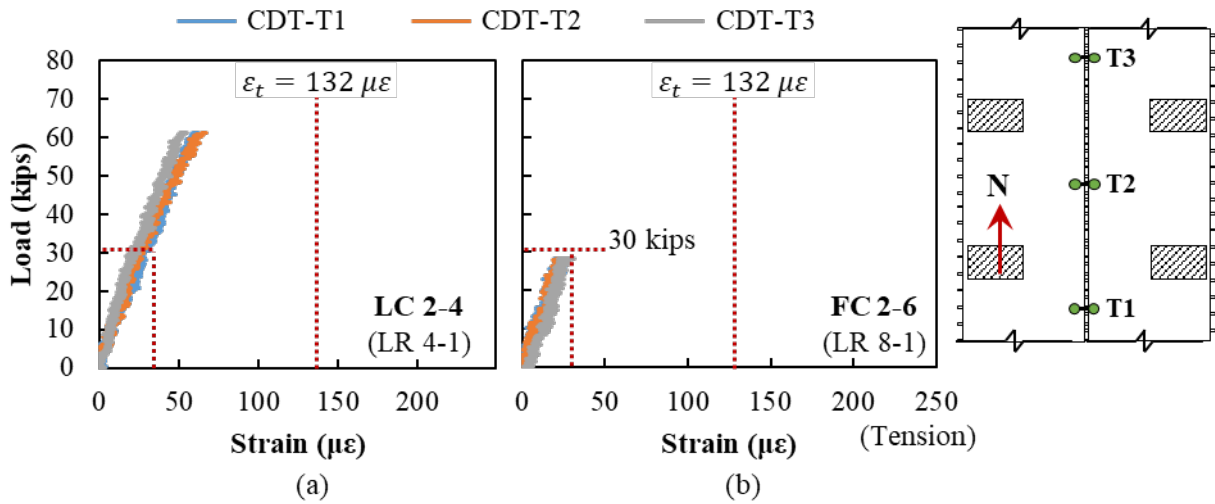 CDT-T1 CDT-T2 CDT-T3
80
70
60
50
40
30
20
10
0
Load (kips)
εt = 132 με
LC 2-4
(LR 4-1)
0 50 100 150 200
Strain (με)
(a)
εt = 132 με
30 kips
FC 2-6
(LR 8-1)
0 50 100 150 200 250
(Tension)
Strain (με)
(b)
T3
T2
N
T1